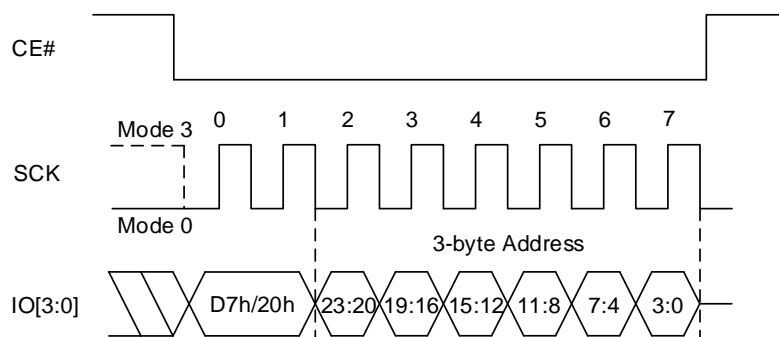 CE#
0 1 2 3 4 5 6 7
Mode 3
SCK
Mode 0
3-byte Address
IO[3:0] D7h/20h 23:20 19:16 15:12 11:8 7:4 3:0